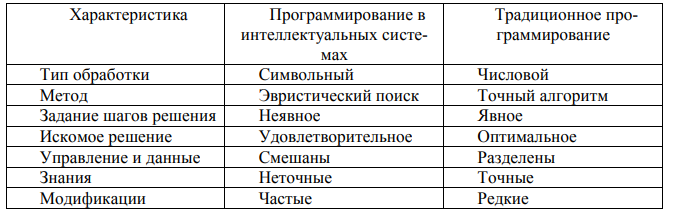 Характеристика Программирование в Традиционное про-
интеллектуальных систе- граммирование
мах
Тип обработки Символьный Числовой
Метод Эвристический поиск Точный алгоритм
Задание шагов решения Неявное Явное
Искомое решение Удовлетворительное Оптимальное
Управление и данные Смешаны Разделены
Знания Неточные Точные
Модификации Частые Редкие